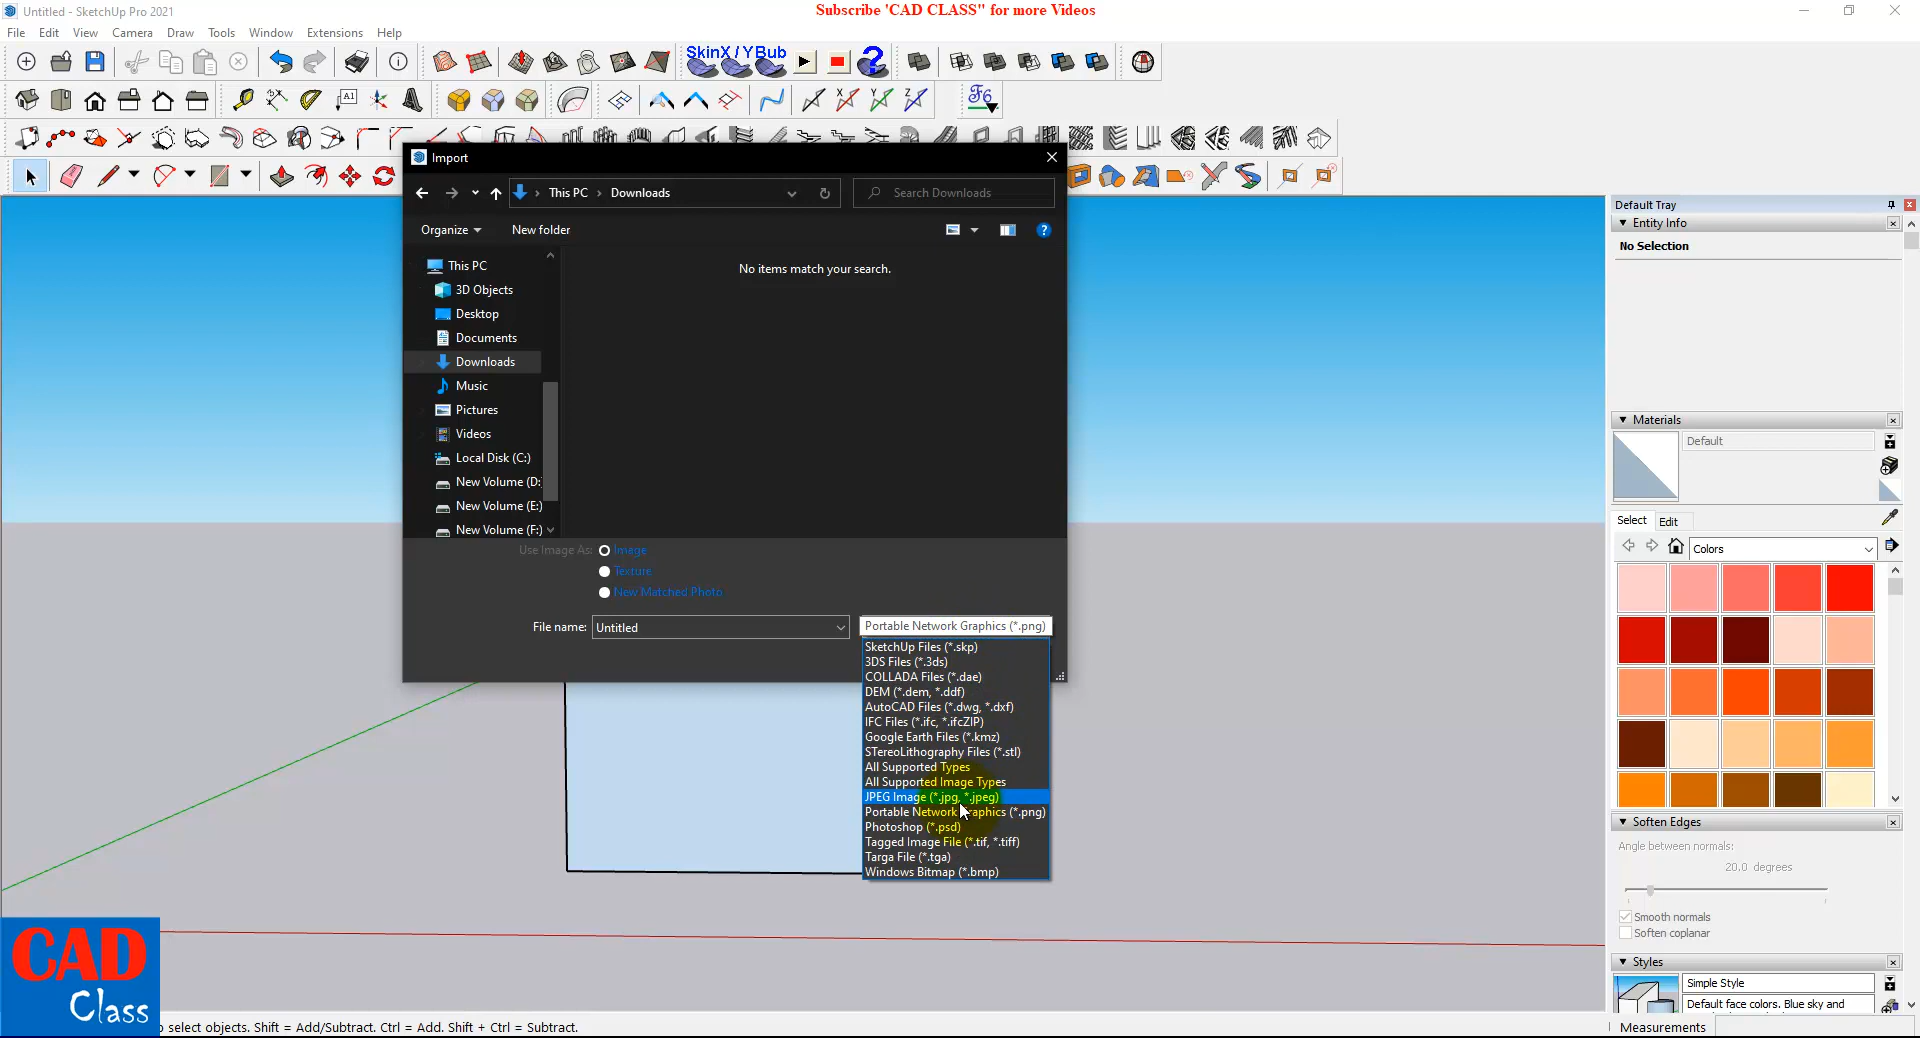 Untitled - SketchUp Pro 2021
Subscribe 'CAD CLASS" for more Videos
File Edit View Camera Draw Tools Window Extensions Help
SkinX / YBub
?
A1
X Y Z
F6
Import
This PC > Downloads
Search Downloads
Organize
New folder
?
This PC
3D Objects
Desktop
Documents
Downloads
Music
Pictures
Videos
Local Disk (C:)
New Volume (D:
New Volume (E:)
New Volume (F:)
No items match your search.
Use Image As: Image
Texture
New Matched Photo
File name: Untitled
Portable Network Graphics (*.png)
SketchUp Files (*.skp)
3DS Files (*.3ds)
COLLADA Files (*.dae)
DEM (*.dem, *.ddf)
AutoCAD Files (*.dwg, *.dxf)
IFC Files (*.ifc, *.ifcZIP)
Google Earth Files (*.kmz)
STereoLithography Files (*.stl)
All Supported Types
All Supported Image Types
JPEG Image (*.jpg, *.jpeg)
Portable Network Graphics (*.png)
Photoshop (*.psd)
Tagged Image File (*.tif, *.tiff)
Targa File (*.tga)
Windows Bitmap (*.bmp)
Default Tray
Entity Info
No Selection
Materials
Default
Select Edit
Colors
Soften Edges
Angle between normals:
20.0 degrees
Smooth normals
Soften coplanar
Styles
Simple Style
Default face colors. Blue sky and
CAD
Class
o select objects. Shift = Add/Subtract. Ctrl = Add. Shift + Ctrl = Subtract.
Measurements